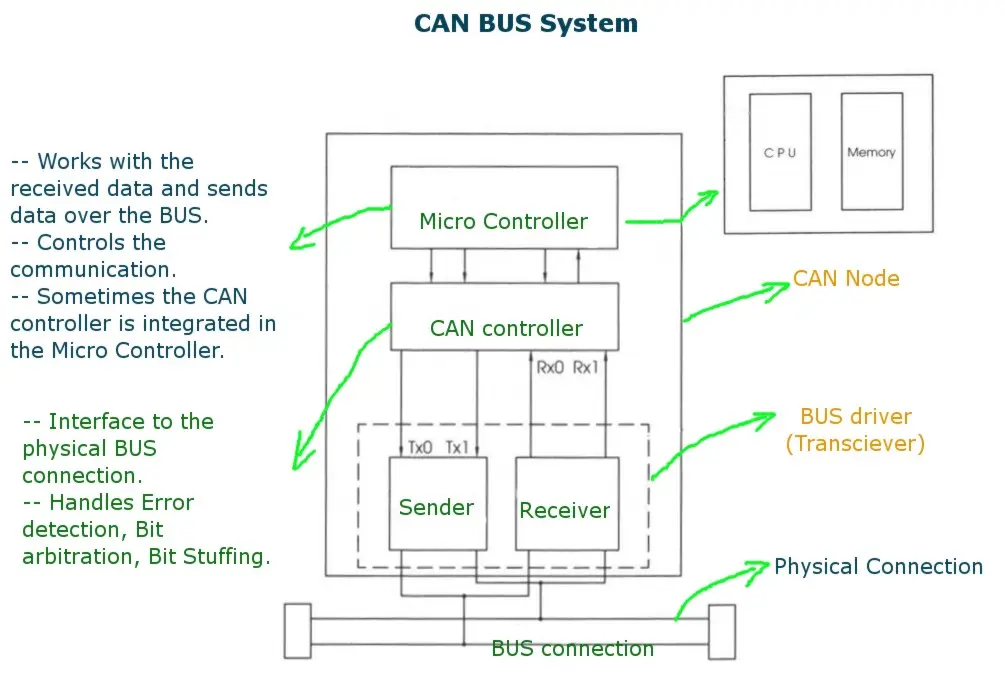 CAN BUS System
CPU
Memory
-- Works with the
received data and sends
data over the BUS.
-- Controls the
communication.
-- Sometimes the CAN
controller is integrated in
the Micro Controller.
Micro Controller
CAN Node
CAN controller
Rx0 Rx1
-- Interface to the
physical BUS
connection.
-- Handles Error
detection, Bit
arbitration, Bit Stuffing.
BUS driver
(Transciever)
Tx0 Tx1
Sender
Receiver
Physical Connection
BUS connection